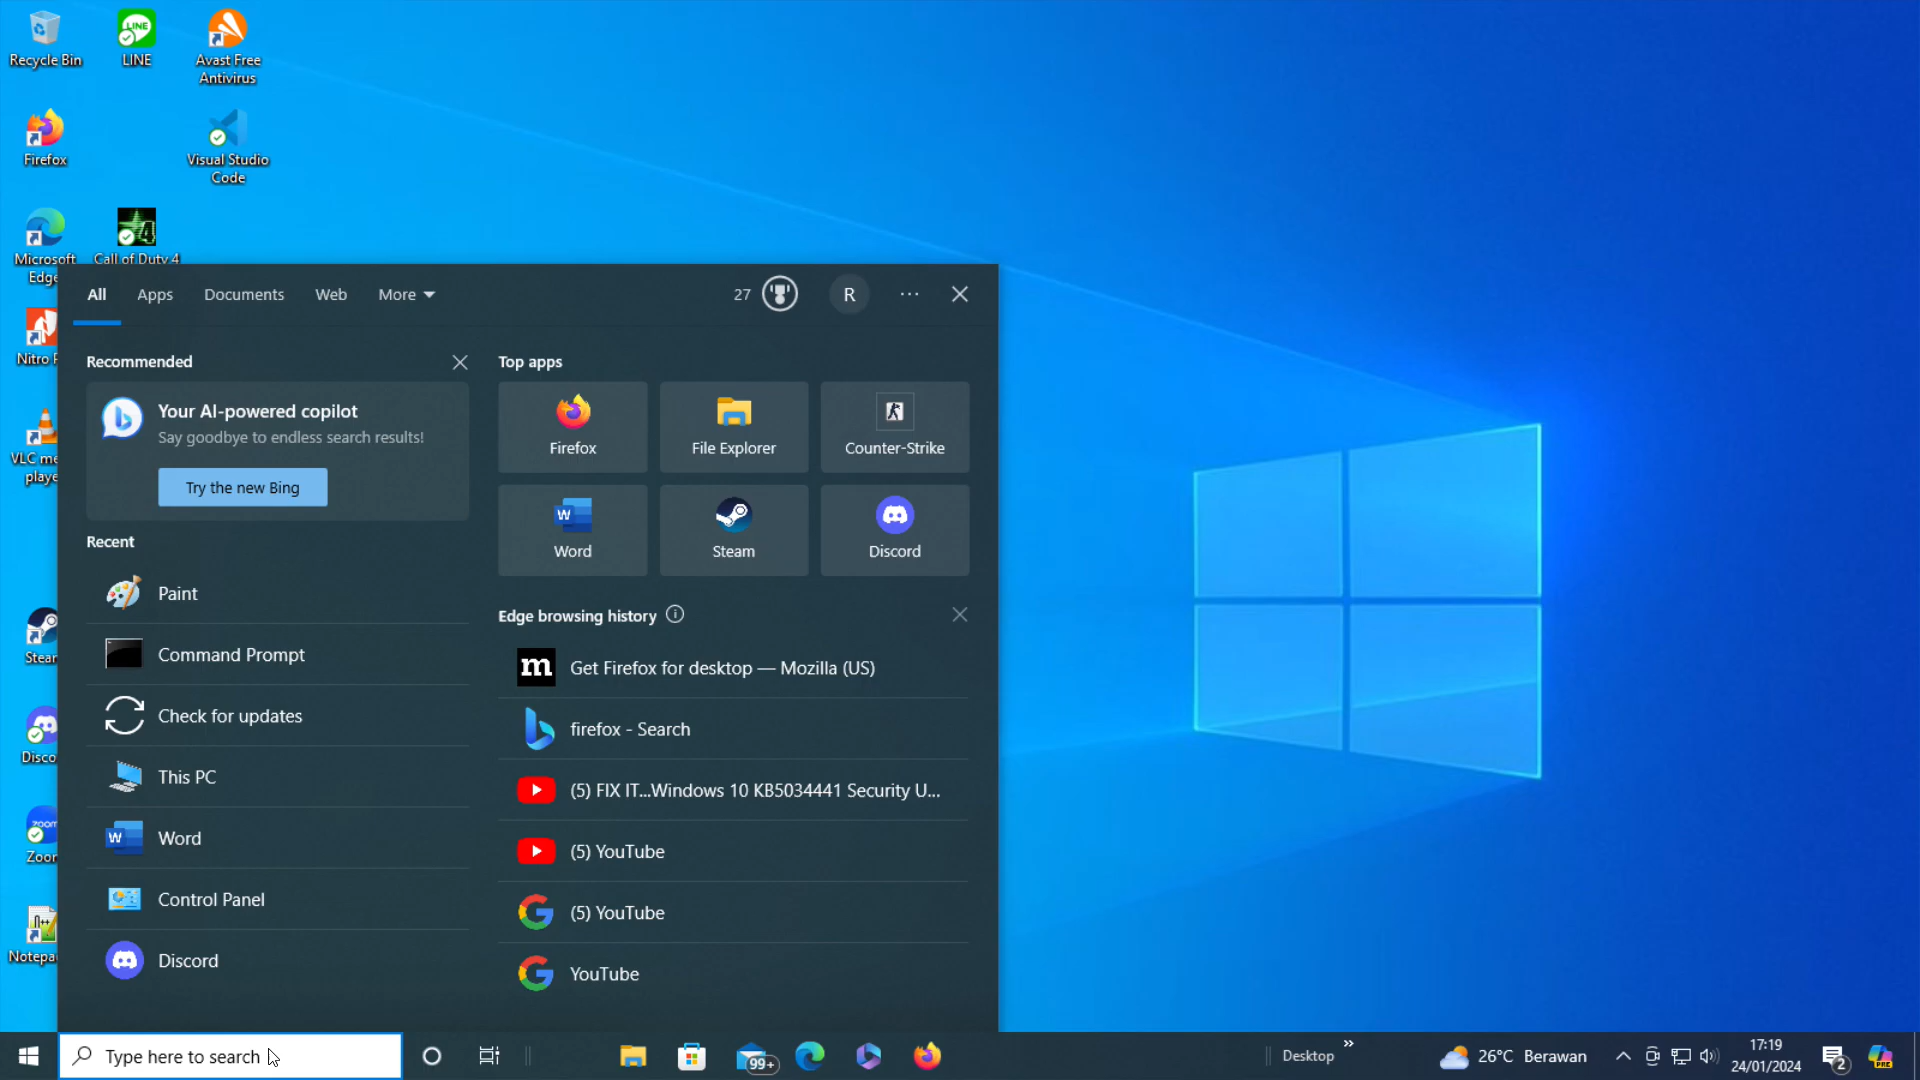 Recycle Bin
LINE
LINE
Avast Free
Antivirus
Firefox
Visual Studio
Code
Microsoft
Edge
4
Call of Duty 4
Nitro P
VLC me
playe
Stear
Disco
zoom
Zoor
Notepa
All
Apps
Documents
Web
More
27
R
Recommended
Your AI-powered copilot
Say goodbye to endless search results!
Try the new Bing
Recent
Paint
Command Prompt
Check for updates
This PC
W
Word
Control Panel
Discord
Top apps
Firefox
File Explorer
Counter-Strike
W
Word
Steam
Discord
Edge browsing history
m
Get Firefox for desktop — Mozilla (US)
firefox - Search
(5) FIX IT...Windows 10 KB5034441 Security U...
(5) YouTube
(5) YouTube
YouTube
Type here to search
99+
Desktop
26°C Berawan
17:19
24/01/2024
2
PRE